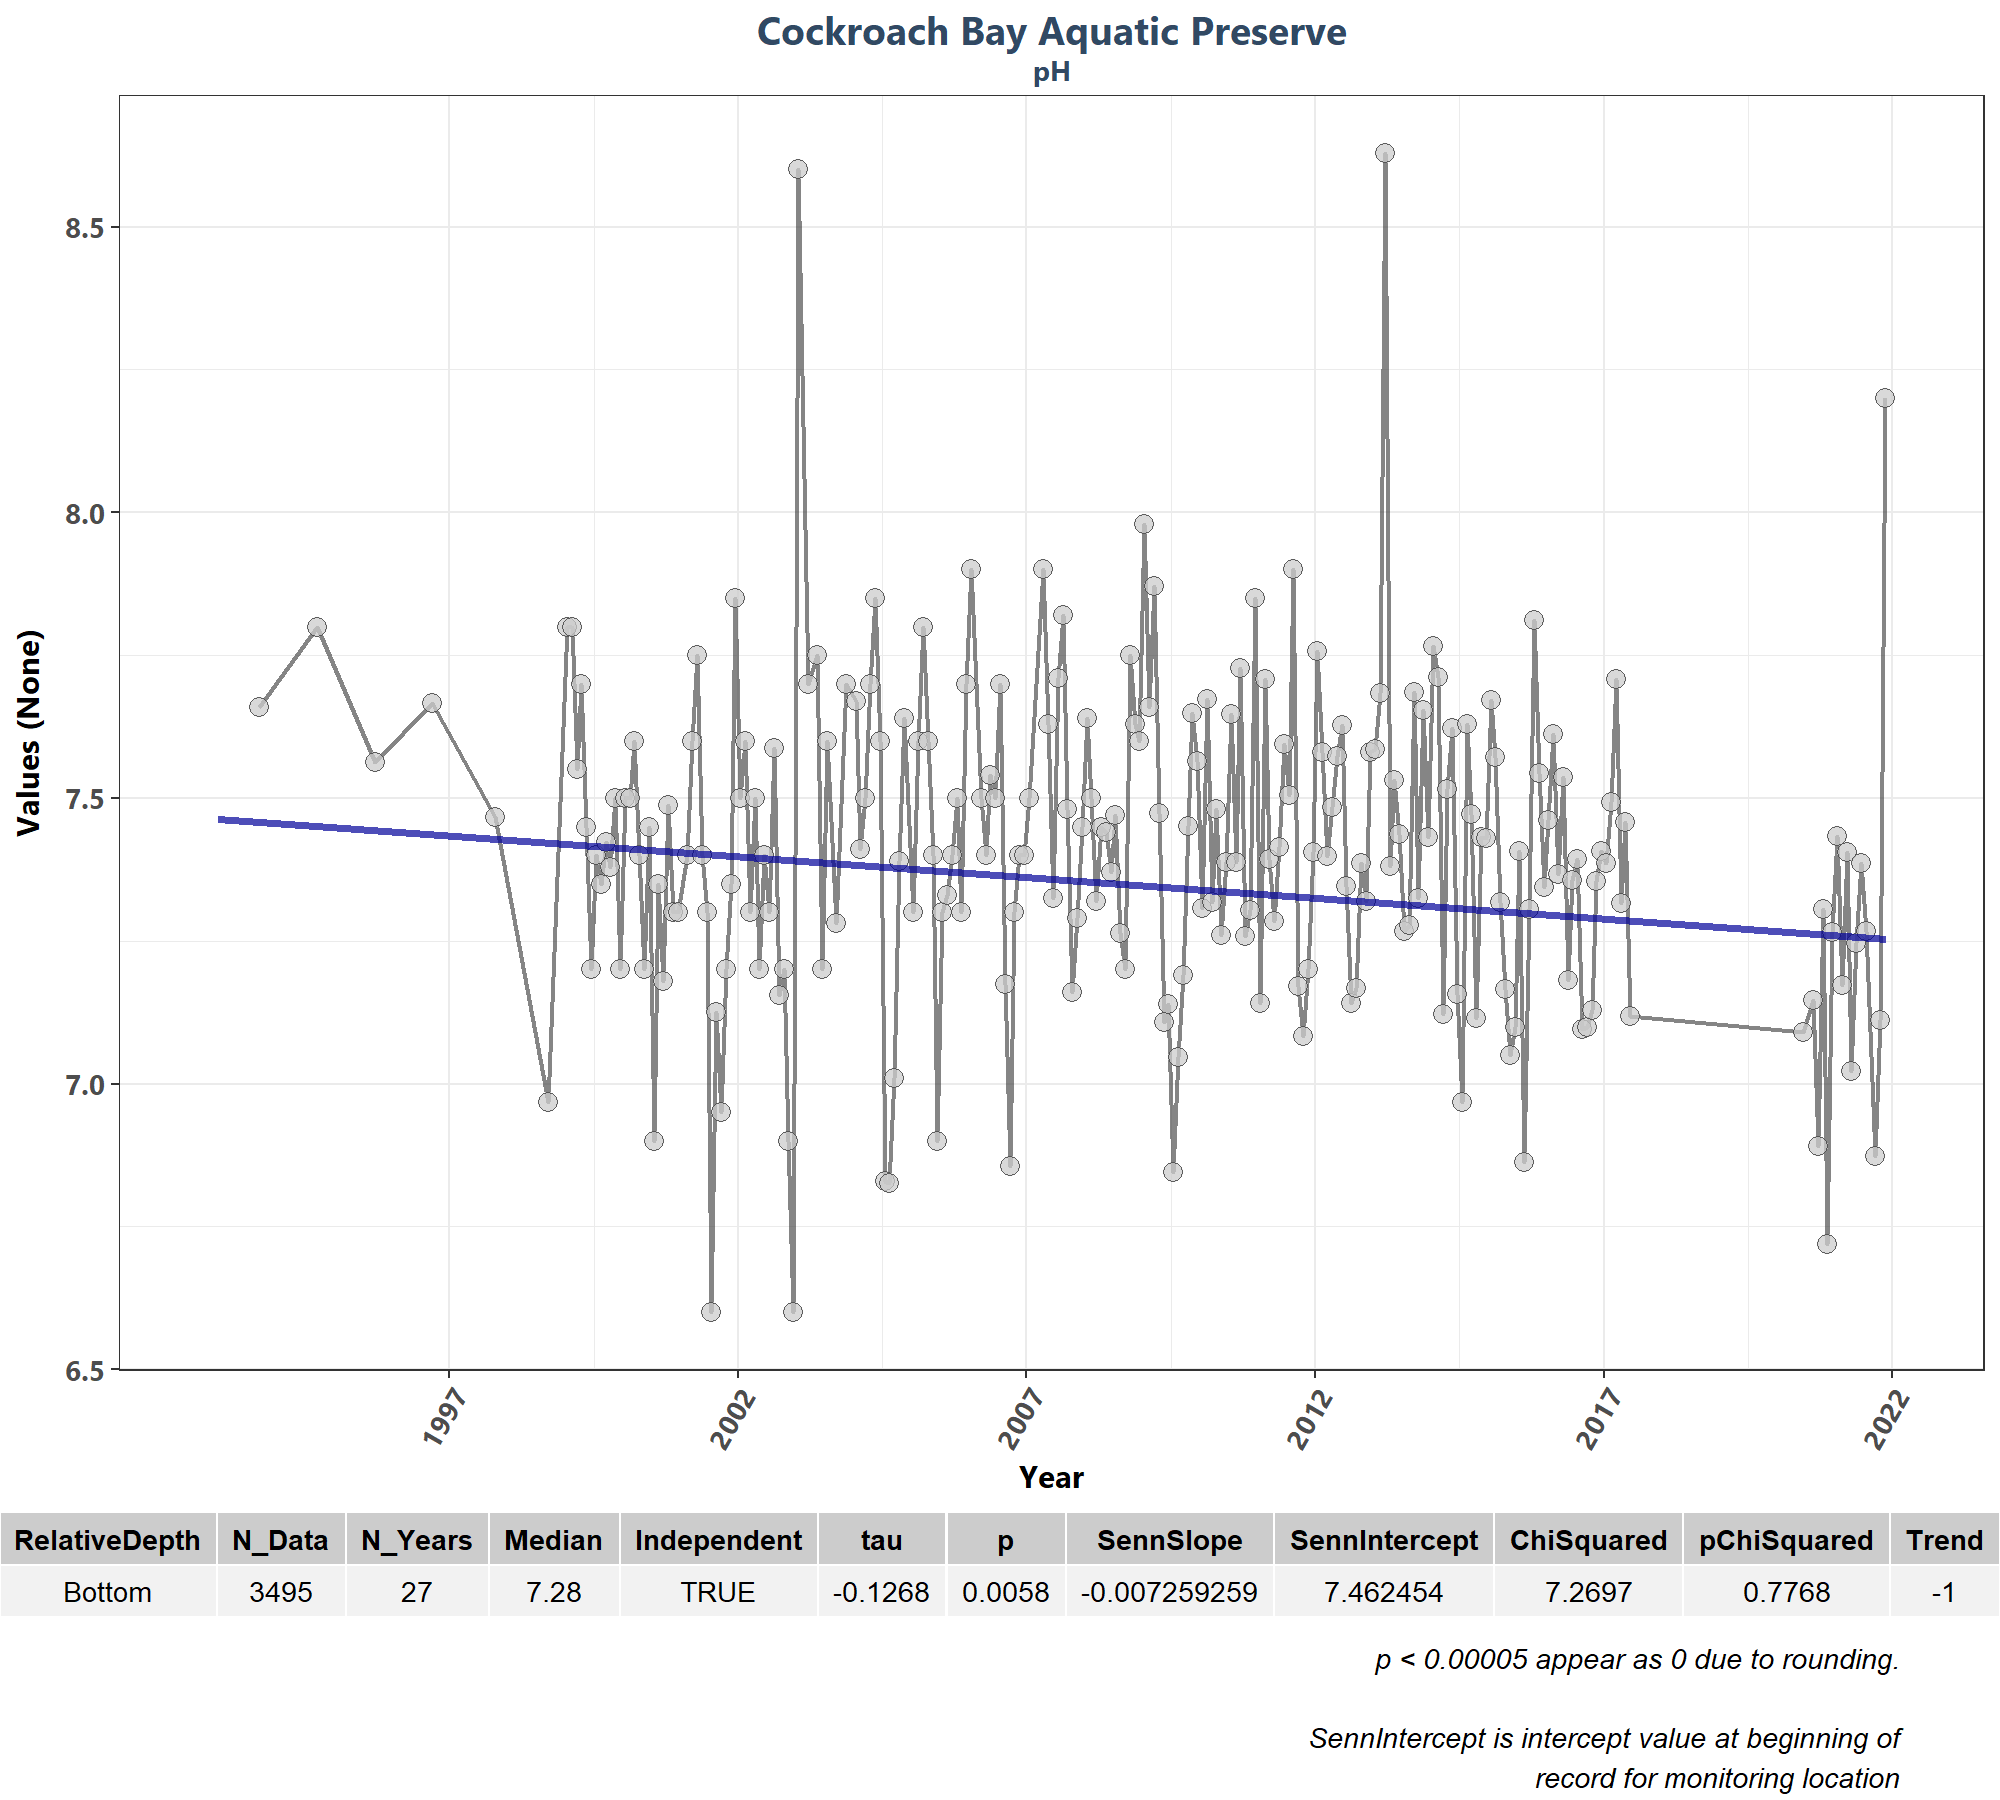 Cockroach Bay Aquatic Preserve
pH
Values (None)
8.5
8.0
7.5
7.0
6.5
1997
2002
2007
2012
2017
2022
Year
RelativeDepth N_Data N_Years Median Independent tau p SennSlope SennIntercept ChiSquared pChiSquared Trend
Bottom 3495 27 7.28 TRUE -0.1268 0.0058 -0.007259259 7.462454 7.2697 0.7768 -1
p < 0.00005 appear as 0 due to rounding.
SennIntercept is intercept value at beginning of
record for monitoring location